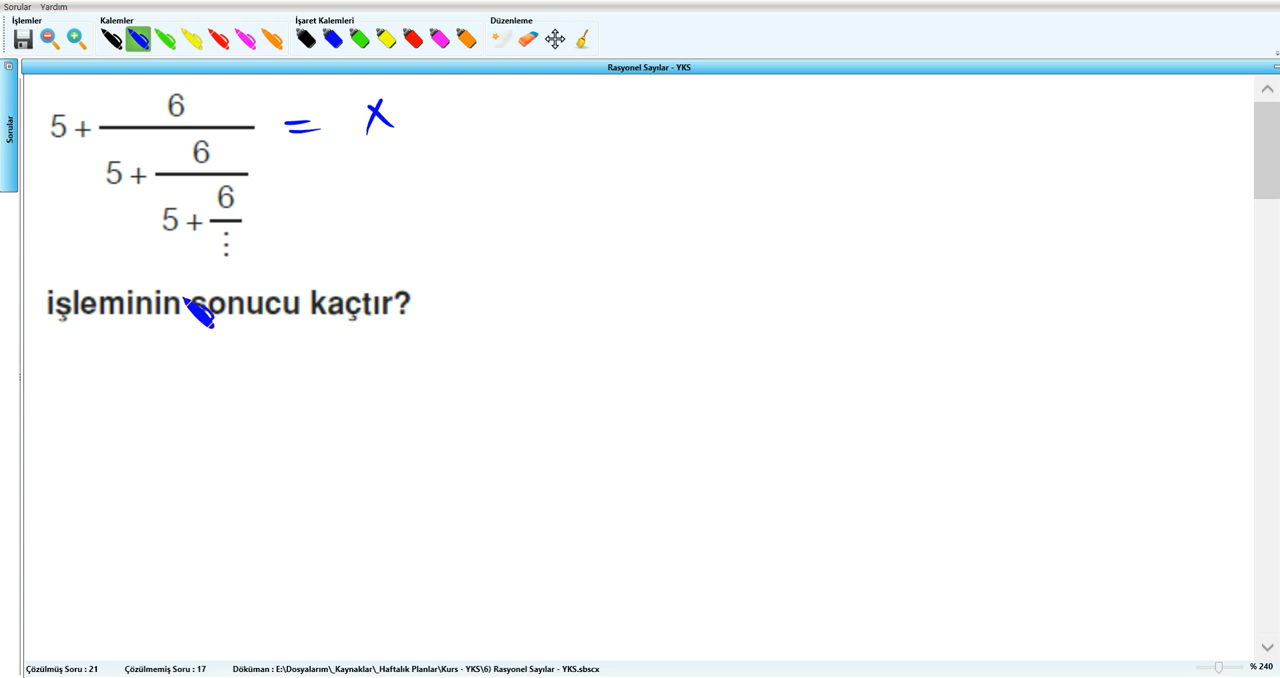 Sorular Yardım
İşlemler Kalemler İşaret Kalemleri Düzenleme
Rasyonel Sayılar - YKS
Sorular
5 + 6 = x
5 + 6
5 + 6
⋮
işleminin sonucu kaçtır?
Çözülmüş Soru : 21 Çözülmemiş Soru : 17 Döküman : E:\Dosyalarım\_Kaynaklar\_Haftalık Planlar\Kurs - YKS\6) Rasyonel Sayılar - YKS.sbscx % 240